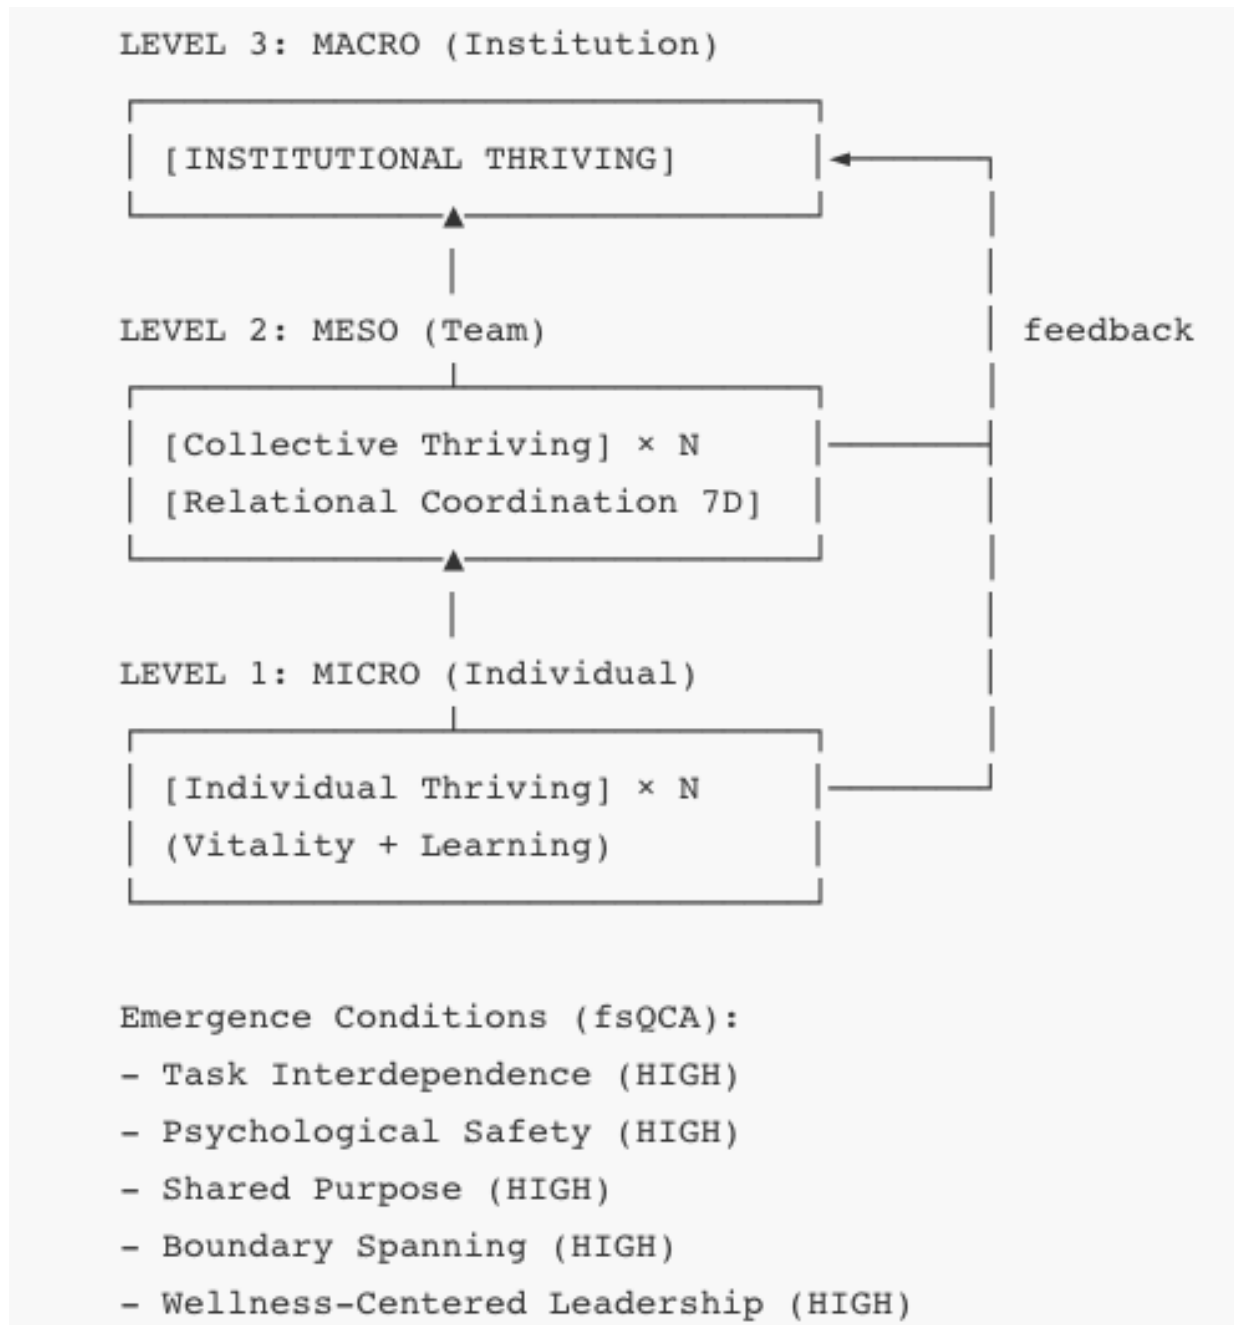 LEVEL 3: MACRO (Institution)
[INSTITUTIONAL THRIVING]
LEVEL 2: MESO (Team)
feedback
[Collective Thriving] × N
[Relational Coordination 7D]
LEVEL 1: MICRO (Individual)
[Individual Thriving] × N
(Vitality + Learning)
Emergence Conditions (fsQCA):
- Task Interdependence (HIGH)
- Psychological Safety (HIGH)
- Shared Purpose (HIGH)
- Boundary Spanning (HIGH)
- Wellness-Centered Leadership (HIGH)